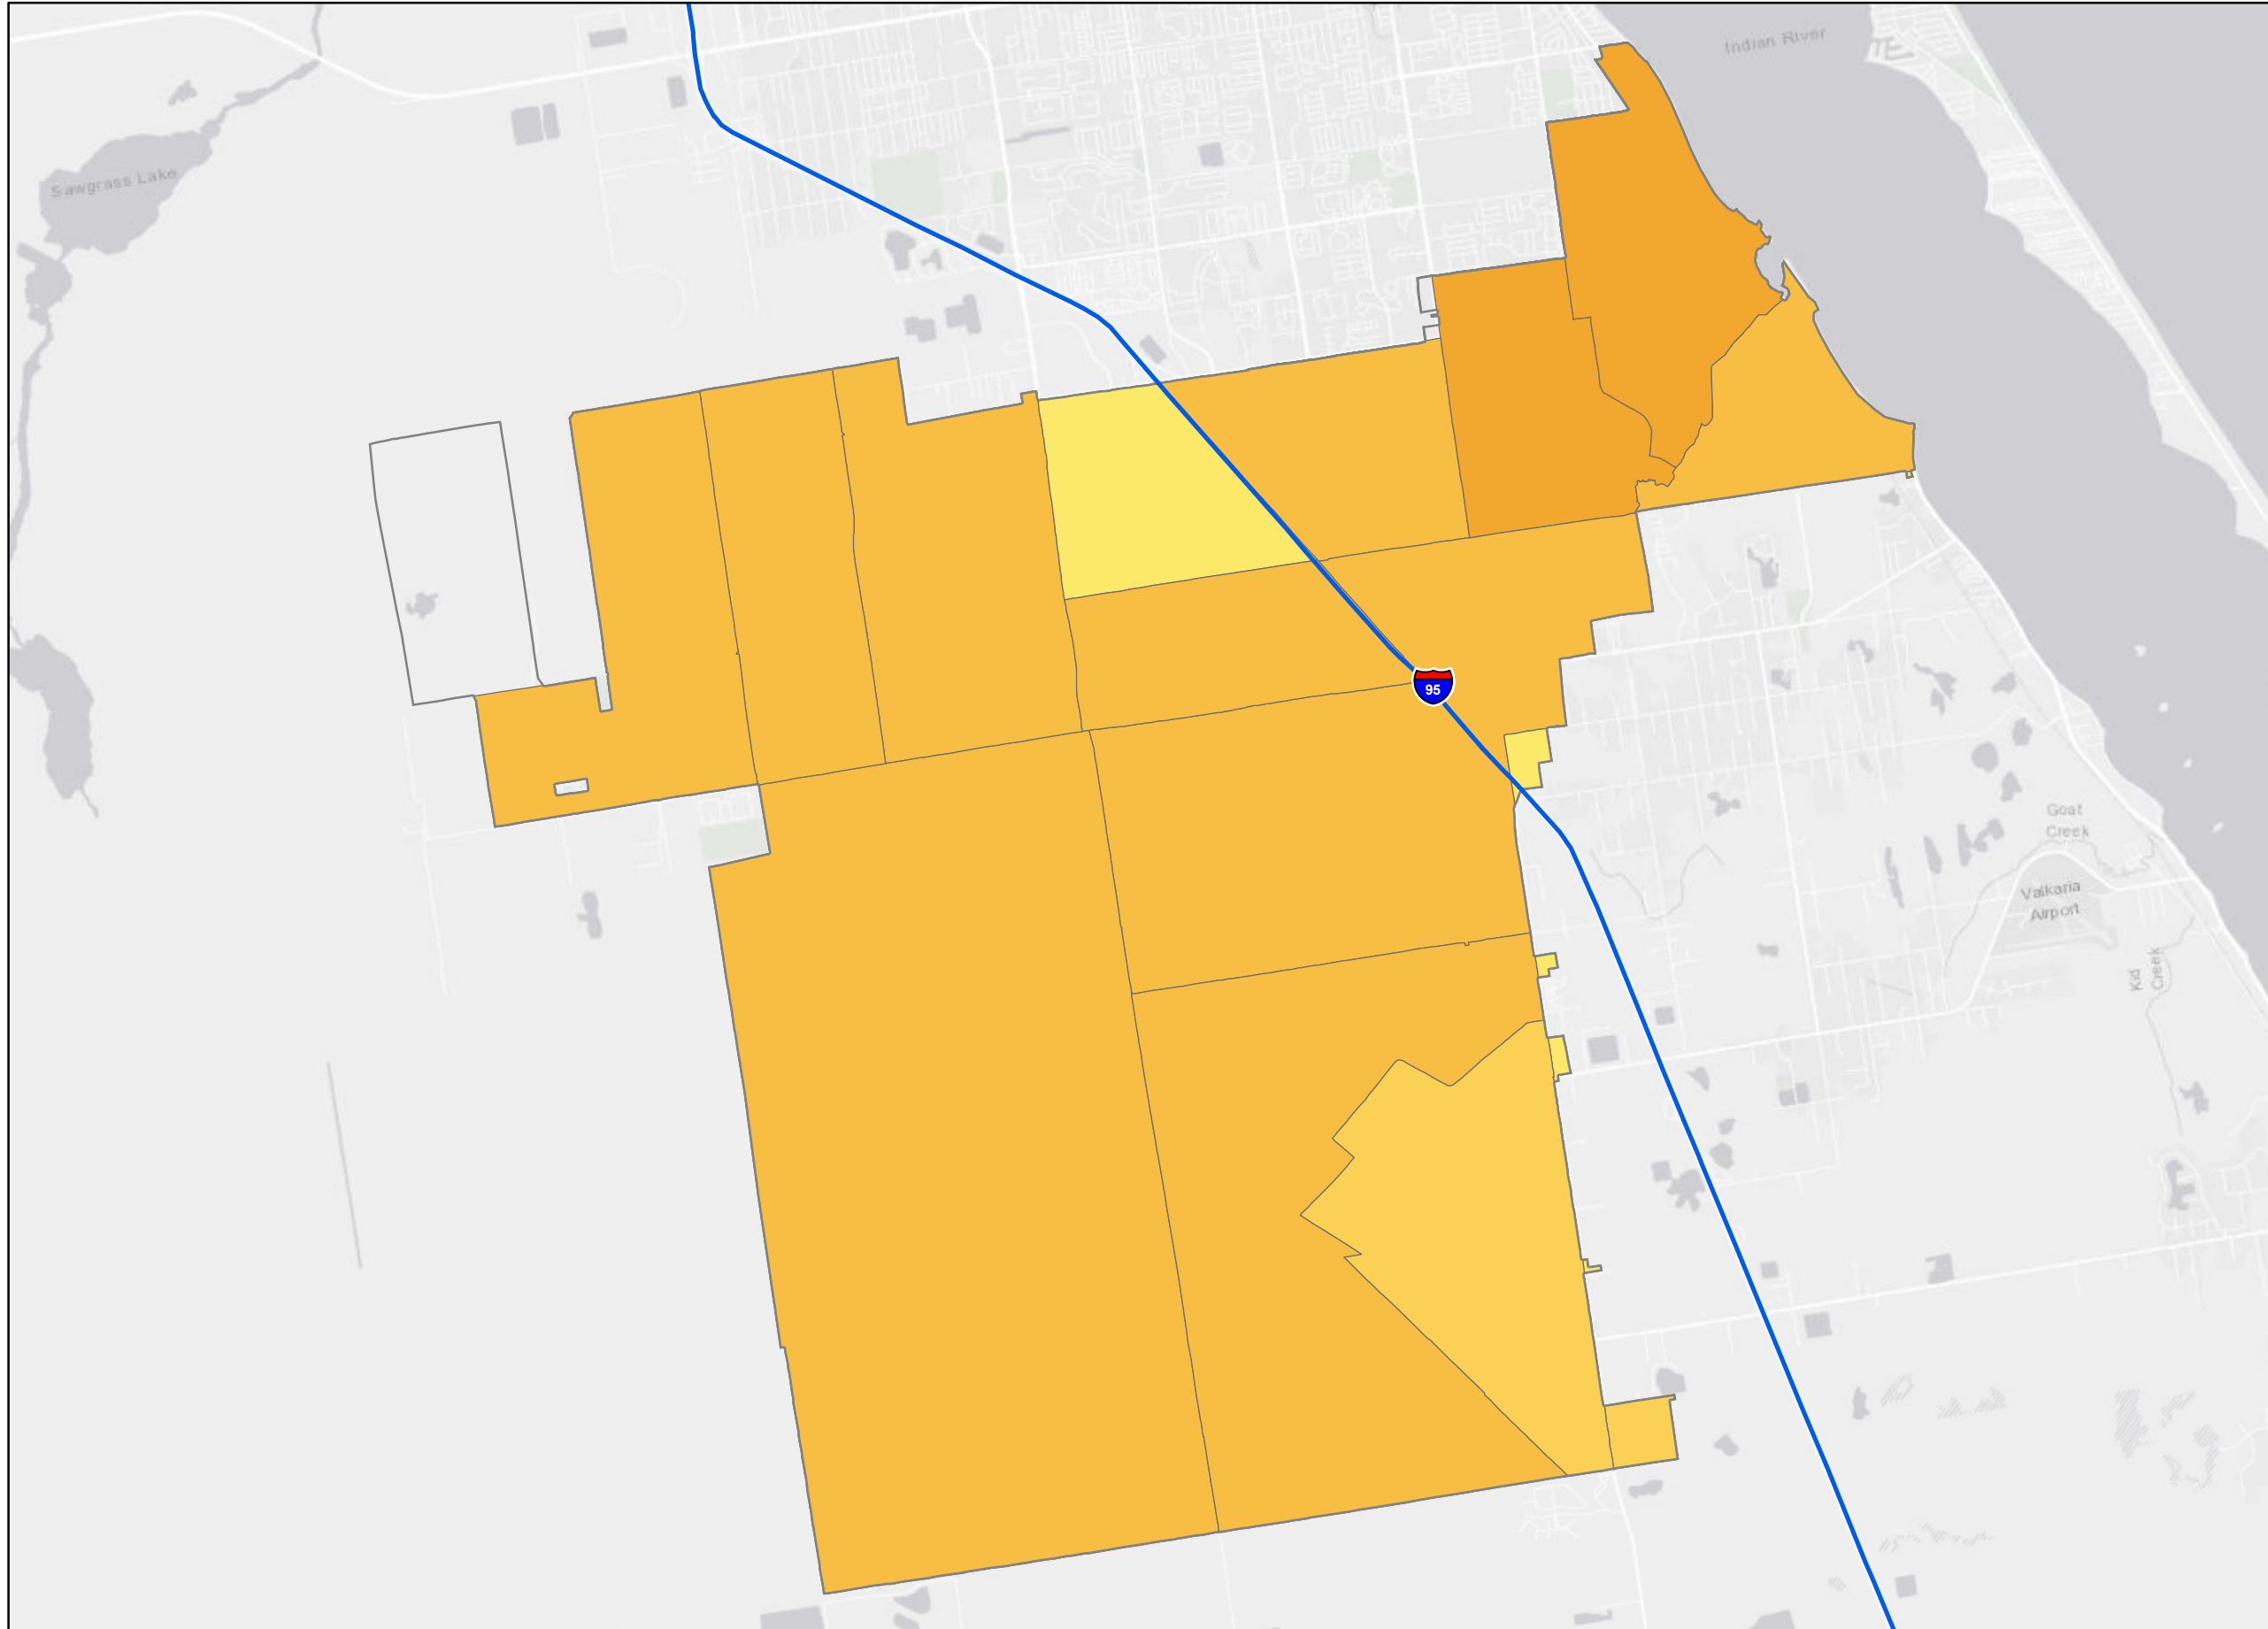 Indian River
Sawgrass Lake
95
Goat
Creek
Valkaria
Airport
Kid
Creek